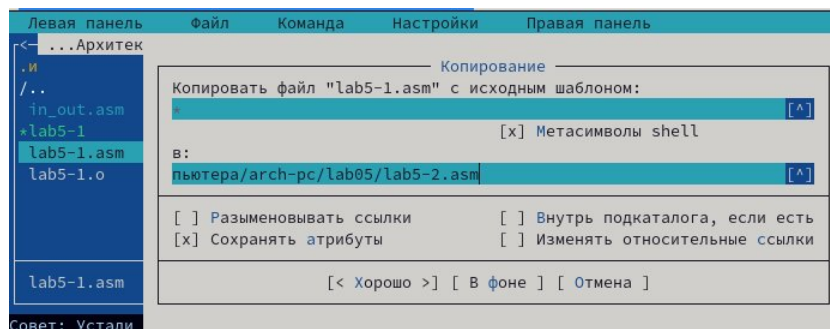 Левая панель Файл Команда Настройки Правая панель
<— ...Архитек
.и
/..
in_out.asm
*lab5-1
lab5-1.asm
lab5-1.o
lab5-1.asm
Совет: Устали
Копирование
Копировать файл "lab5-1.asm" с исходным шаблоном:
* [^]
[x] Метасимволы shell
в:
пьютера/arch-pc/lab05/lab5-2.asm [^]
[ ] Разыменовывать ссылки [ ] Внутрь подкаталога, если есть
[x] Сохранять атрибуты [ ] Изменять относительные ссылки
[< Хорошо >] [ В фоне ] [ Отмена ]